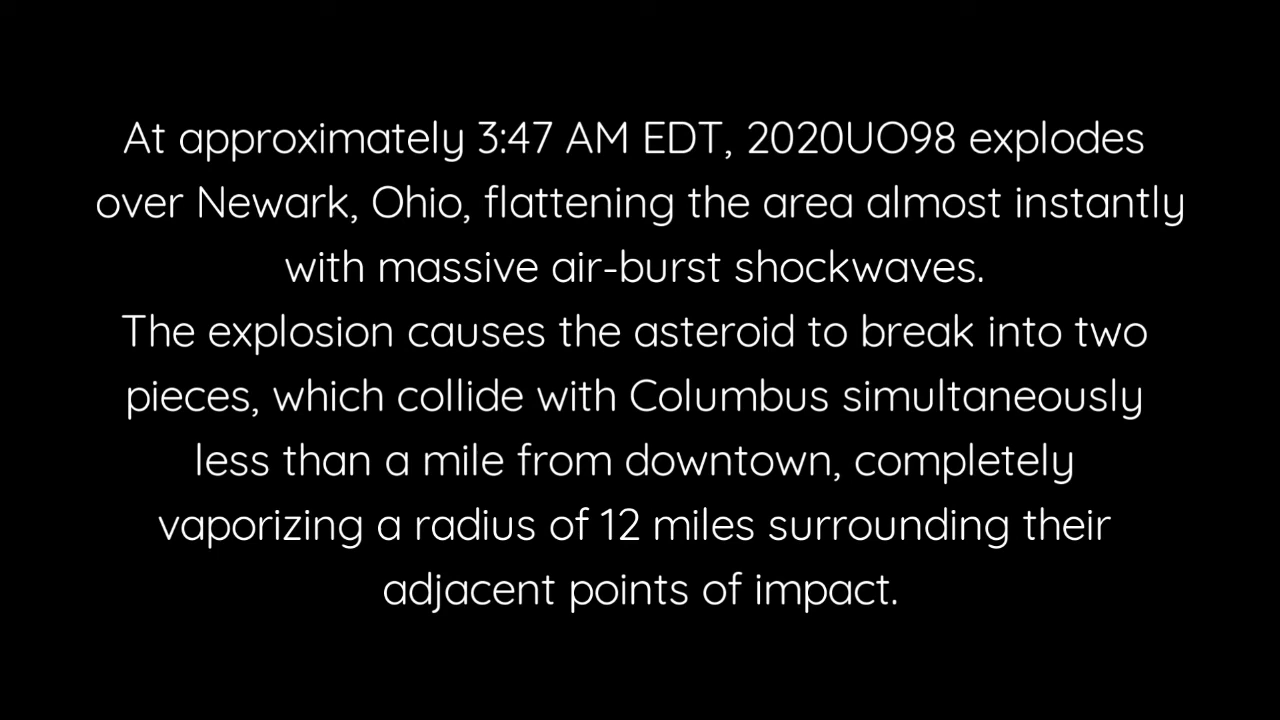 At approximately 3:47 AM EDT, 2020UO98 explodes
over Newark, Ohio, flattening the area almost instantly
with massive air-burst shockwaves.
The explosion causes the asteroid to break into two
pieces, which collide with Columbus simultaneously
less than a mile from downtown, completely
vaporizing a radius of 12 miles surrounding their
adjacent points of impact.